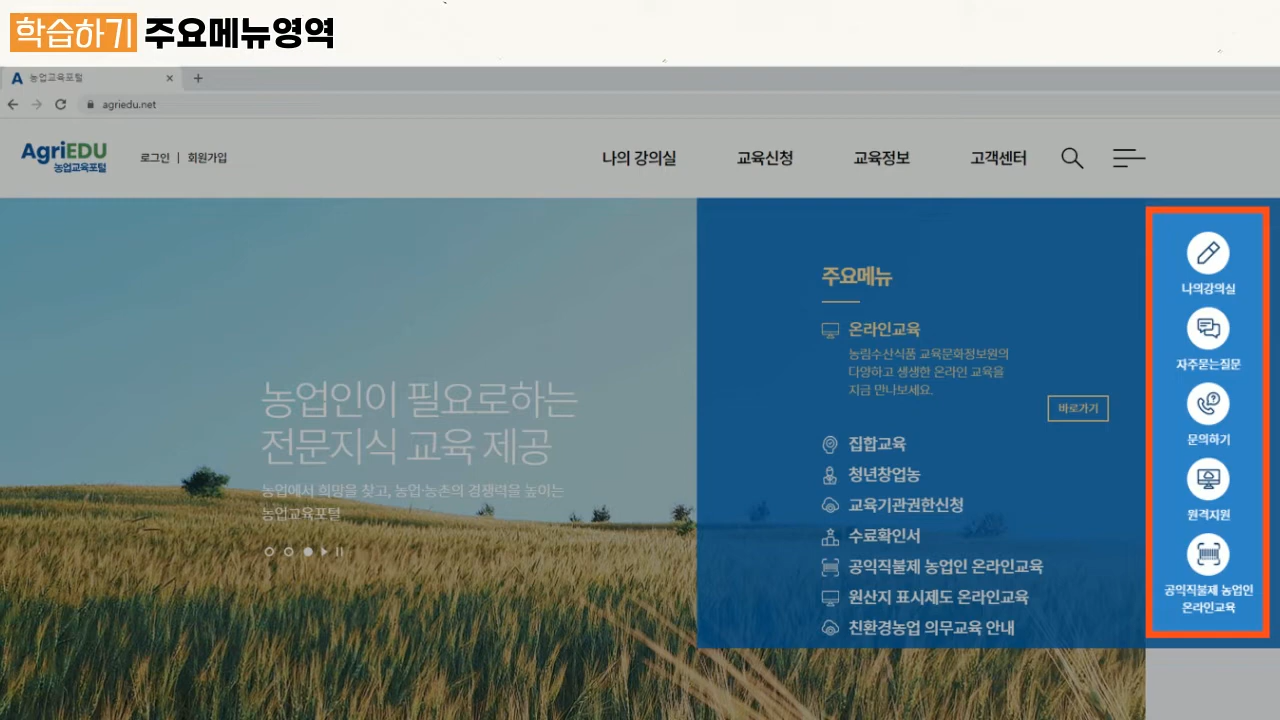 학습하기 주요메뉴영역
농업교육포털
agriedu.net
AgriEDU
농업교육포털
로그인 | 회원가입
나의 강의실
교육신청
교육정보
고객센터
농업인이 필요로하는
전문지식 교육 제공
농업에서 희망을 찾고, 농업·농촌의 경쟁력을 높이는
농업교육포털
주요메뉴
온라인교육
농림수산식품 교육문화정보원의
다양하고 생생한 온라인 교육을
지금 만나보세요.
바로가기
집합교육
청년창업농
교육기관권한신청
수료확인서
공익직불제 농업인 온라인교육
원산지 표시제도 온라인교육
친환경농업 의무교육 안내
나의강의실
자주묻는질문
문의하기
원격지원
공익직불제 농업인
온라인교육